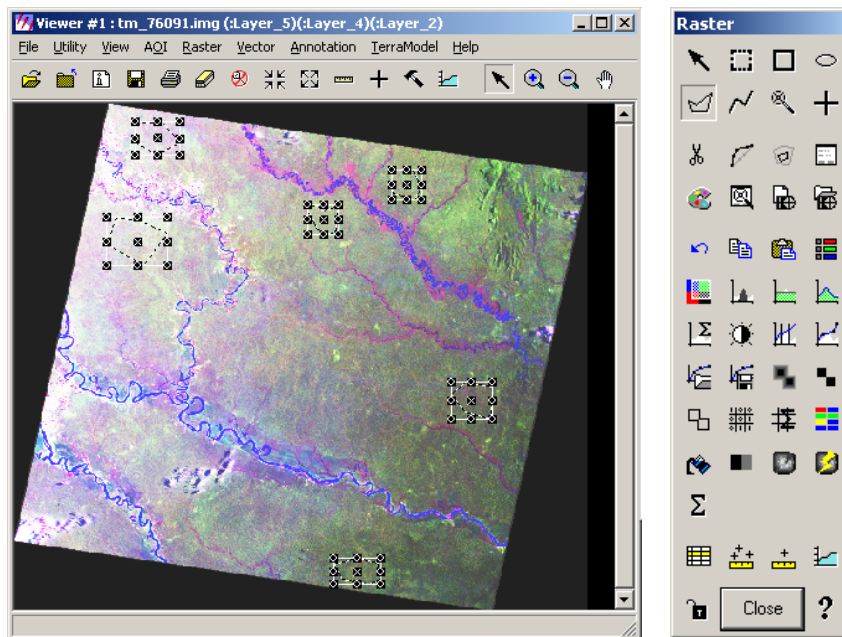 Viewer #1 : tm_76091.img (:Layer_5)(:Layer_4)(:Layer_2)
File Utility View AOI Raster Vector Annotation TerraModel Help
Raster
Close